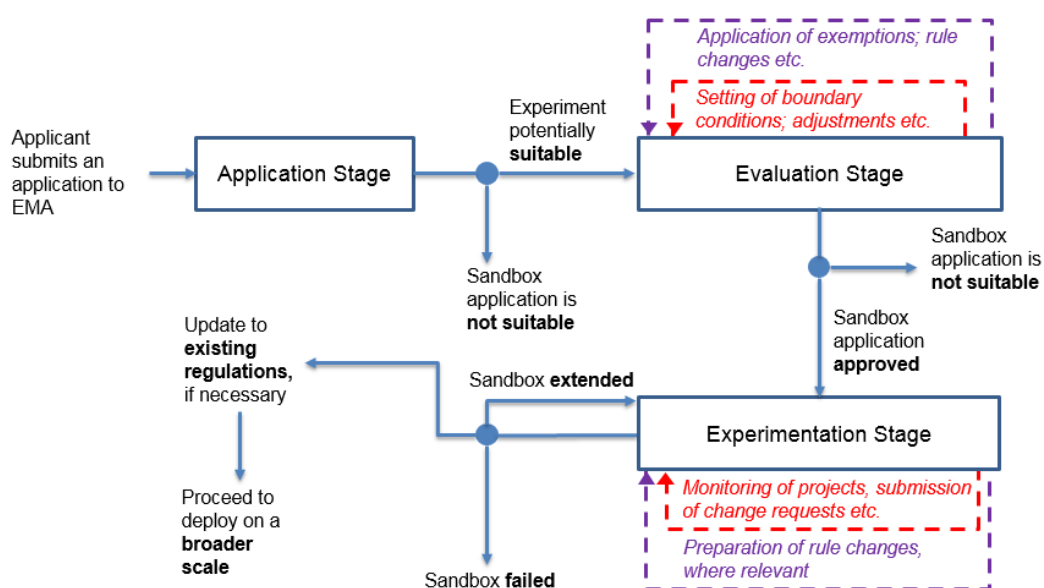 Application of exemptions; rule
changes etc.
Setting of boundary
conditions; adjustments etc.
Experiment
potentially
suitable
Applicant
submits an
application to
EMA
Application Stage
Evaluation Stage
Sandbox
application is
not suitable
Sandbox
application is
not suitable
Sandbox
application
approved
Update to
existing
regulations,
if necessary
Sandbox extended
Experimentation Stage
Monitoring of projects, submission
of change requests etc.
Preparation of rule changes,
where relevant
Proceed to
deploy on a
broader
scale
Sandbox failed